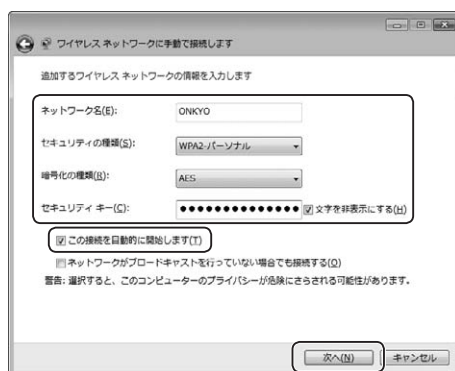 ワイヤレス ネットワークに手動で接続します
追加するワイヤレス ネットワークの情報を入力します
ネットワーク名(E): ONKYO
セキュリティの種類(S): WPA2-パーソナル
暗号化の種類(R): AES
セキュリティ キー(C): ●●●●●●●●●●●●●● 文字を非表示にする(H)
この接続を自動的に開始します(T)
ネットワークがブロードキャストを行っていない場合でも接続する(O)
警告: 選択すると、このコンピューターのプライバシーが危険にさらされる可能性があります。
次へ(N) キャンセル